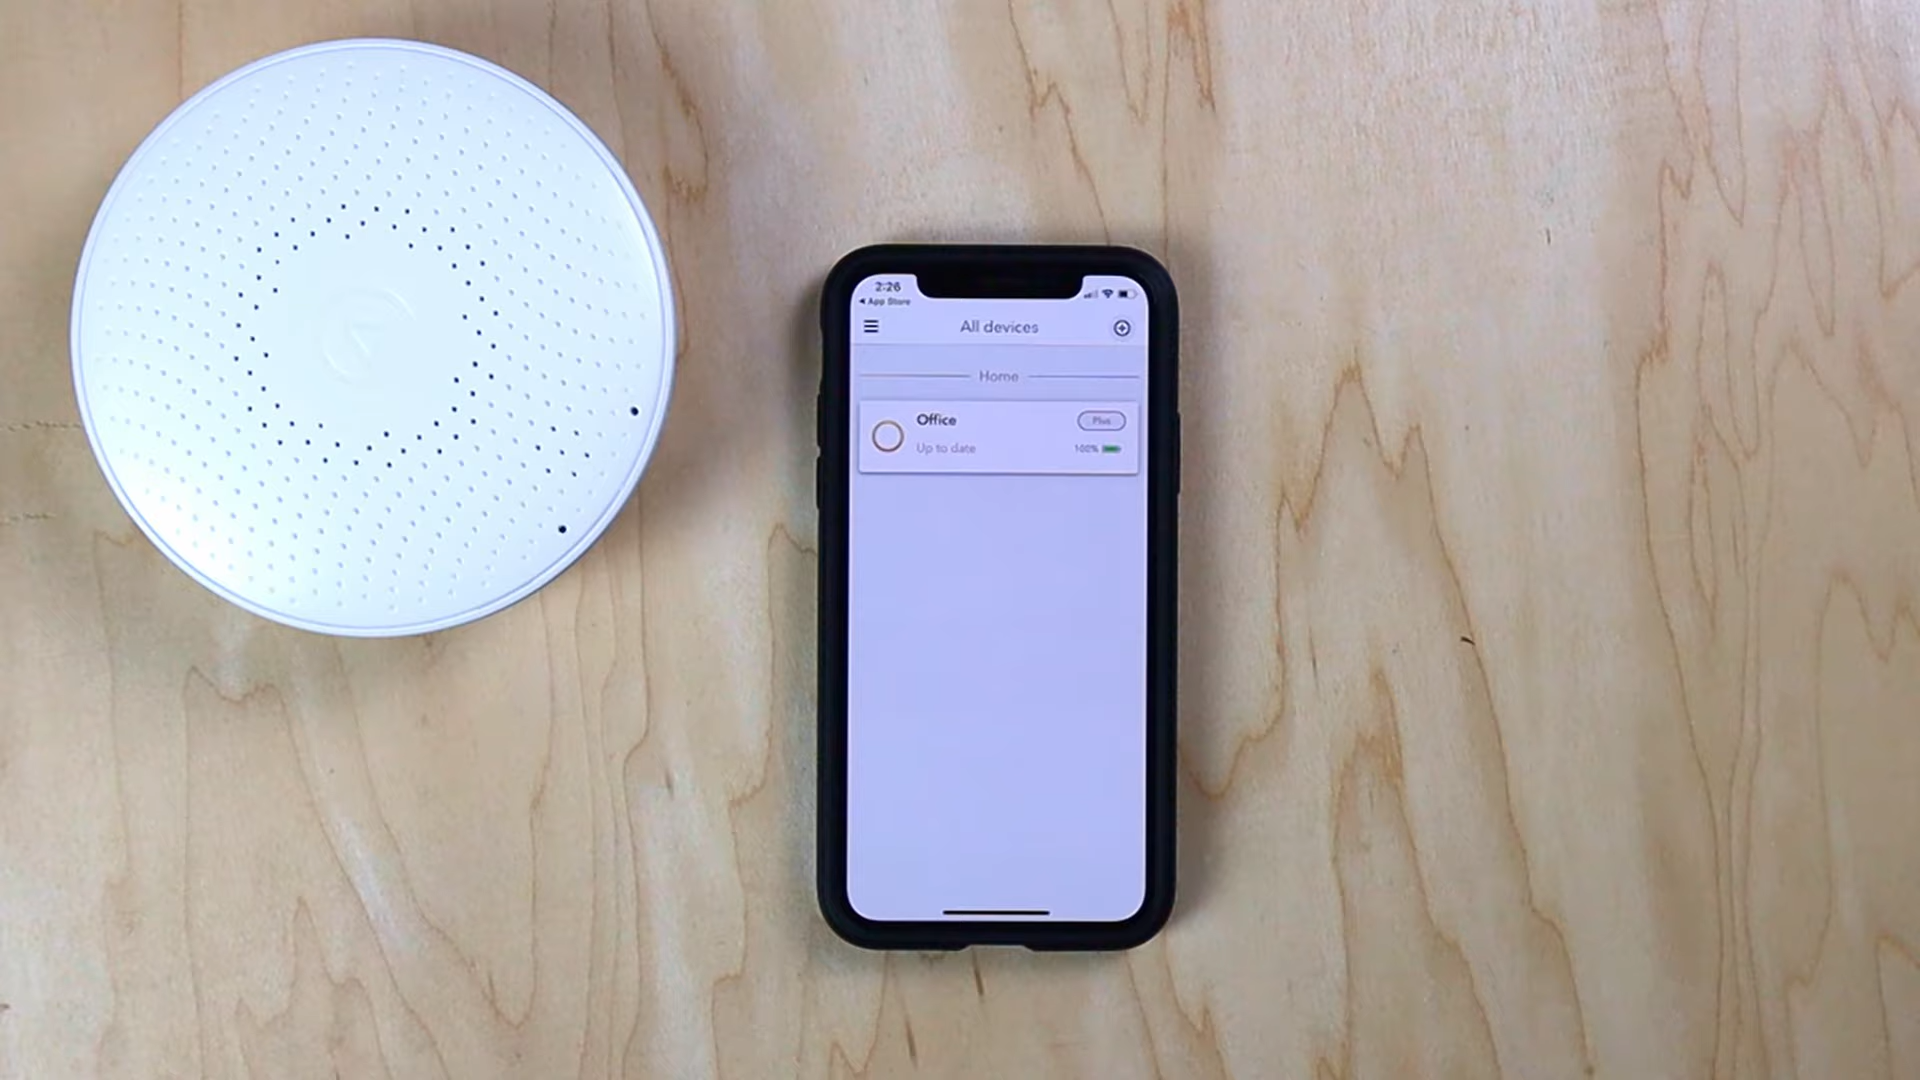 2:26
◀ App Store
All devices
Home
Office
Plus
Up to date
100%